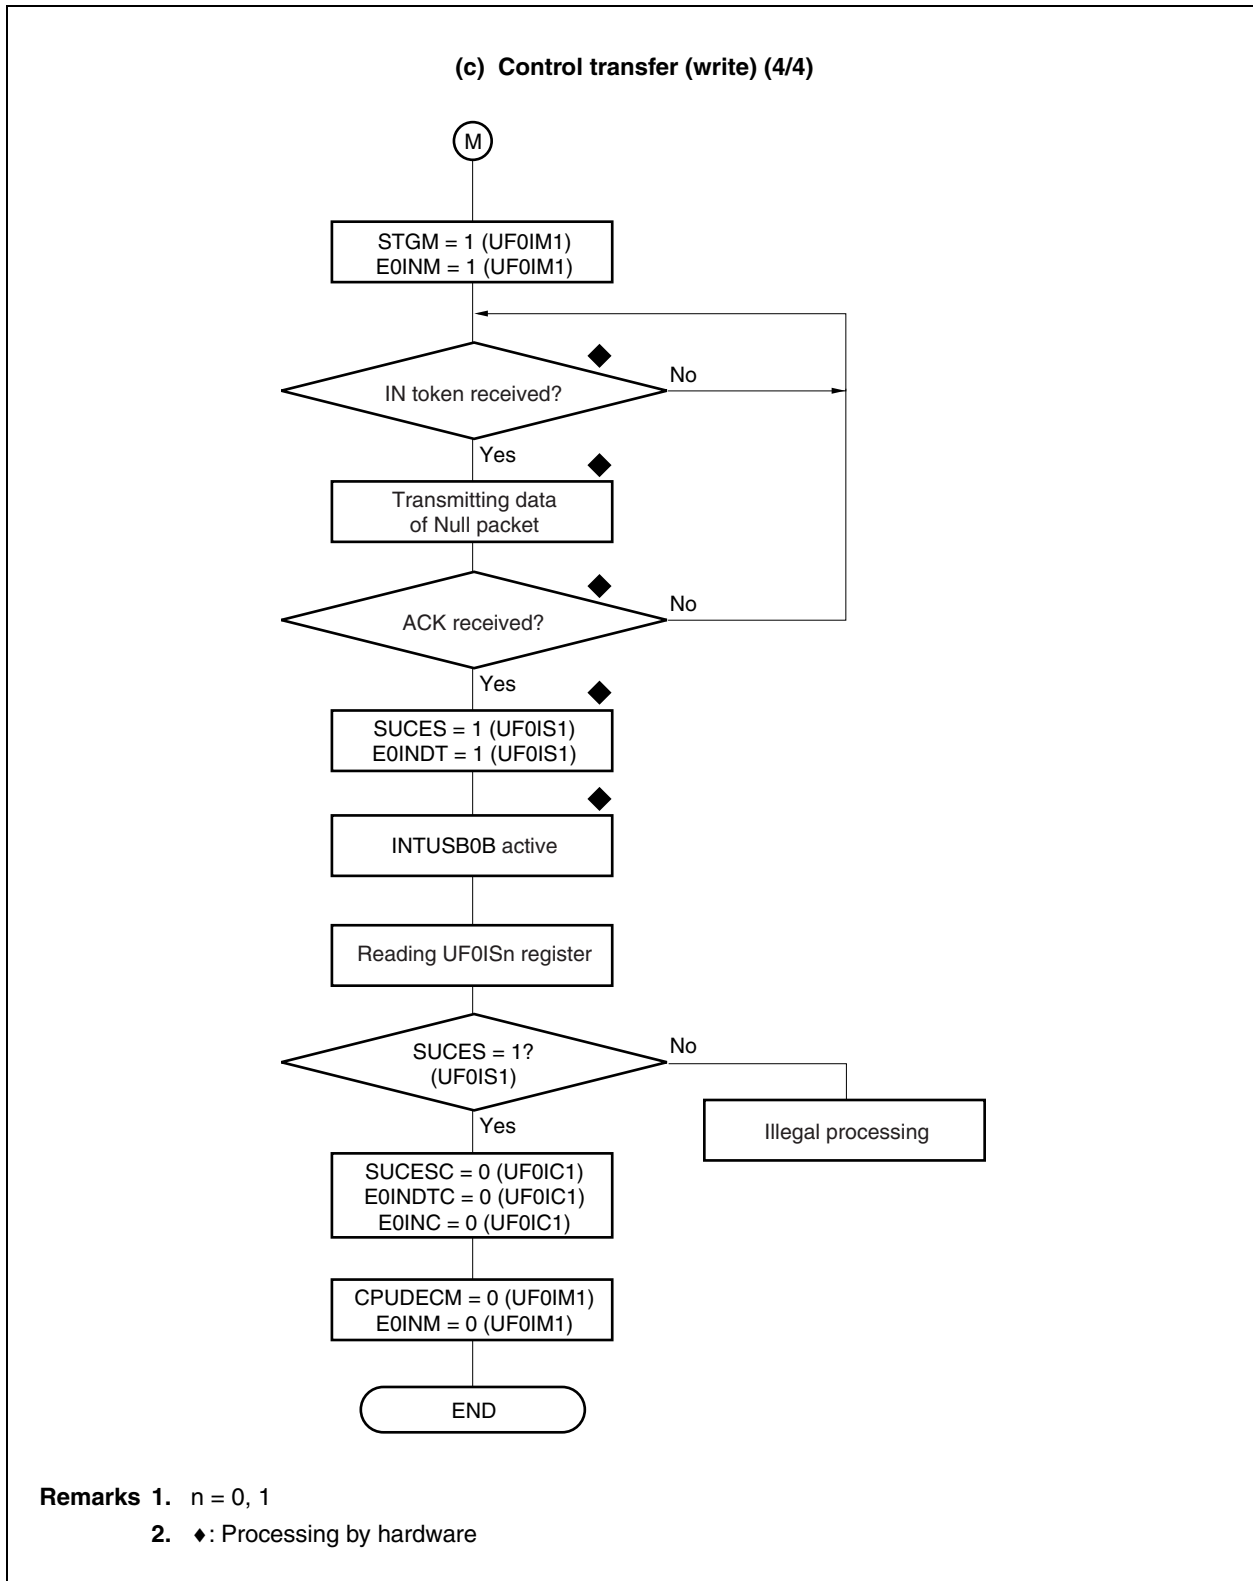 (c) Control transfer (write) (4/4)
M
STGM = 1 (UF0IM1)
E0INM = 1 (UF0IM1)
IN token received?
No
Yes
Transmitting data
of Null packet
ACK received?
No
Yes
SUCES = 1 (UF0IS1)
E0INDT = 1 (UF0IS1)
INTUSB0B active
Reading UF0ISn register
SUCES = 1?
(UF0IS1)
No
Yes
Illegal processing
SUCESC = 0 (UF0IC1)
E0INDTC = 0 (UF0IC1)
E0INC = 0 (UF0IC1)
CPUDECM = 0 (UF0IM1)
E0INM = 0 (UF0IM1)
END
Remarks 1. n = 0, 1
2. ♦: Processing by hardware